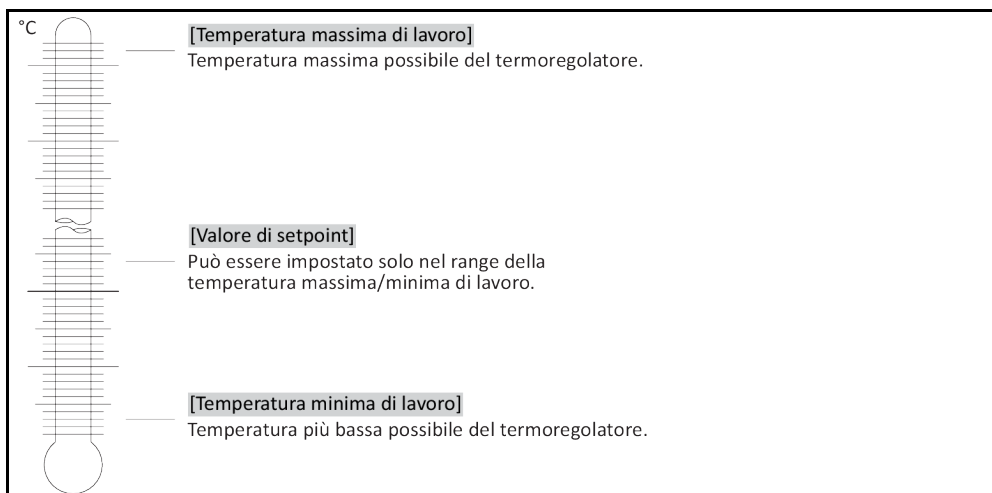 °C
[Temperatura massima di lavoro]
Temperatura massima possibile del termoregolatore.
[Valore di setpoint]
Può essere impostato solo nel range della
temperatura massima/minima di lavoro.
[Temperatura minima di lavoro]
Temperatura più bassa possibile del termoregolatore.